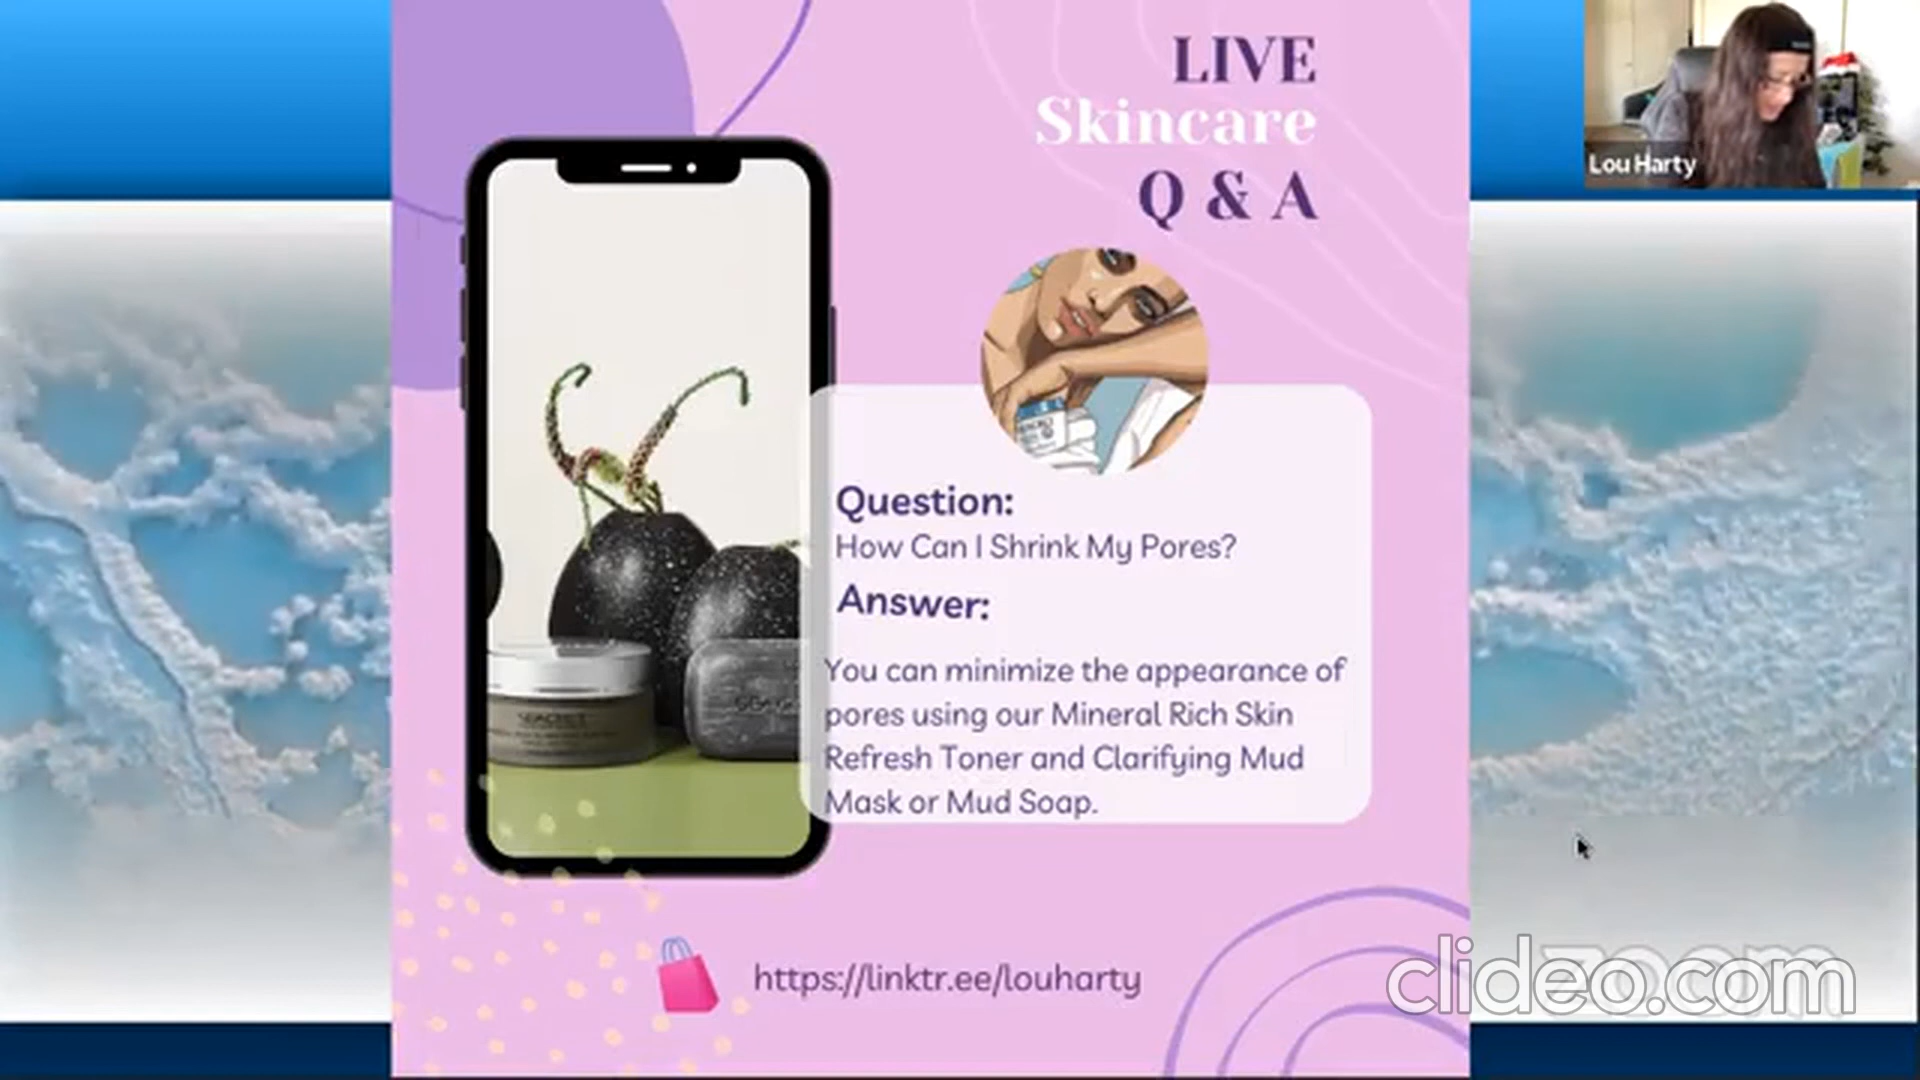 LIVE
Skincare
Q & A
Lou Harty
Question:
How Can I Shrink My Pores?
Answer:
You can minimize the appearance of
pores using our Mineral Rich Skin
Refresh Toner and Clarifying Mud
Mask or Mud Soap.
https://linktr.ee/louharty
clideo.com
zoom
SEACRET